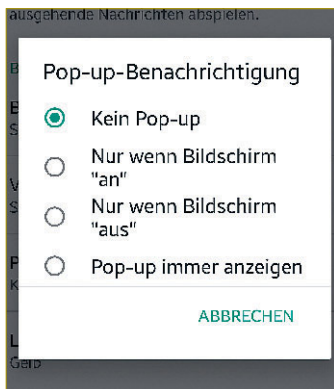 ausgehende Nachrichten abspielen.
Pop-up-Benachrichtigung
Kein Pop-up
Nur wenn Bildschirm
"an"
Nur wenn Bildschirm
"aus"
Pop-up immer anzeigen
ABBRECHEN
Gelb